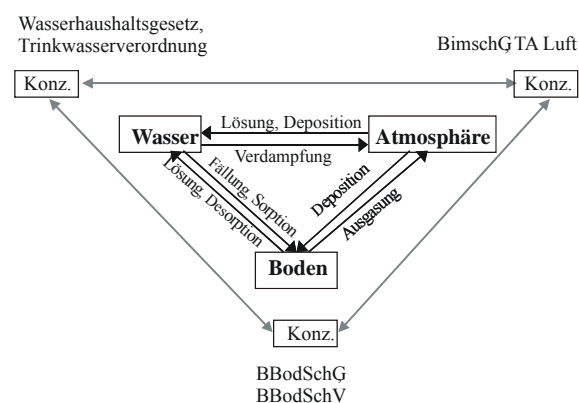 Wasserhaushaltsgesetz,
Trinkwasserverordnung
BimschG, TA Luft
Konz.
Konz.
Wasser
Lösung, Deposition
Atmosphäre
Verdampfung
Fällung, Sorption
Lösung, Desorption
Deposition
Ausgasung
Boden
Konz.
BBodSchG,
BBodSchV